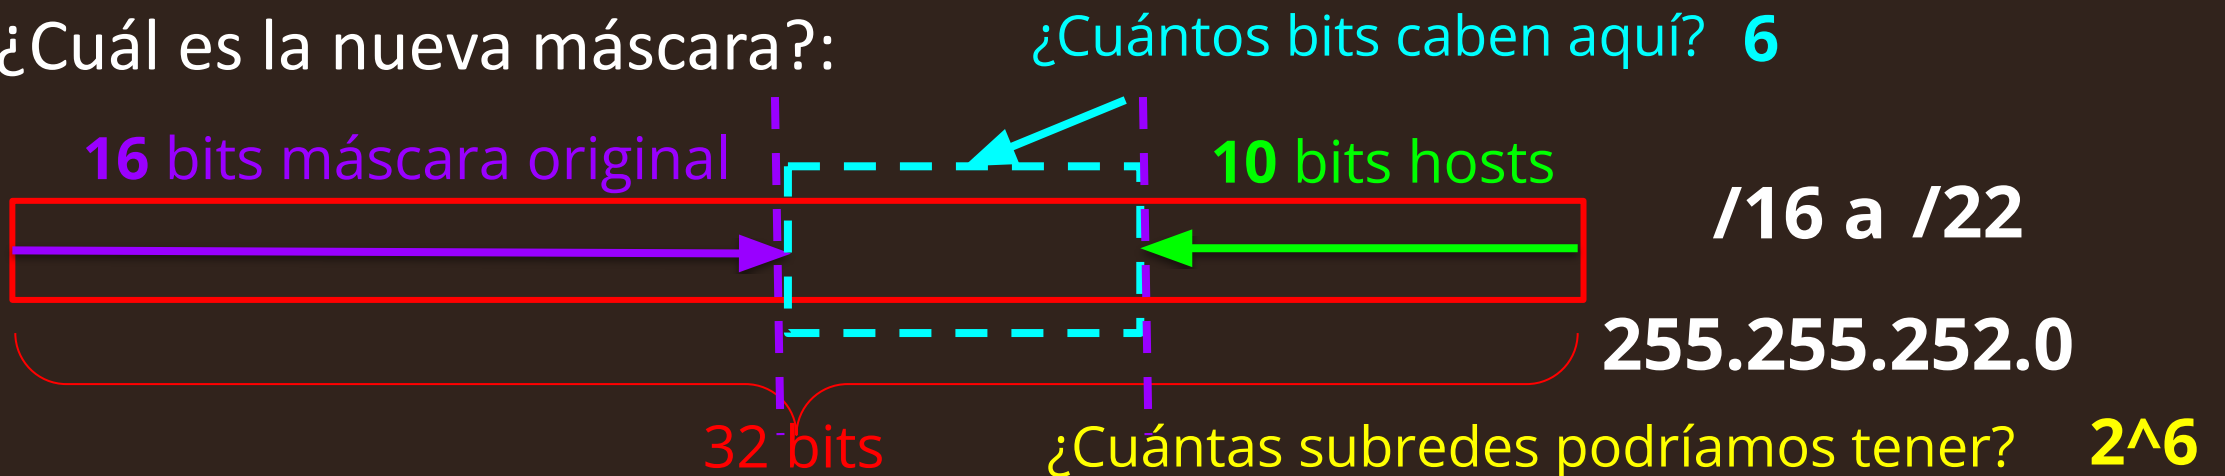 ¿Cuál es la nueva máscara?:
¿Cuántos bits caben aquí? 6
16 bits máscara original
10 bits hosts
/16 a /22
255.255.252.0
32 bits
¿Cuántas subredes podríamos tener? 2^6